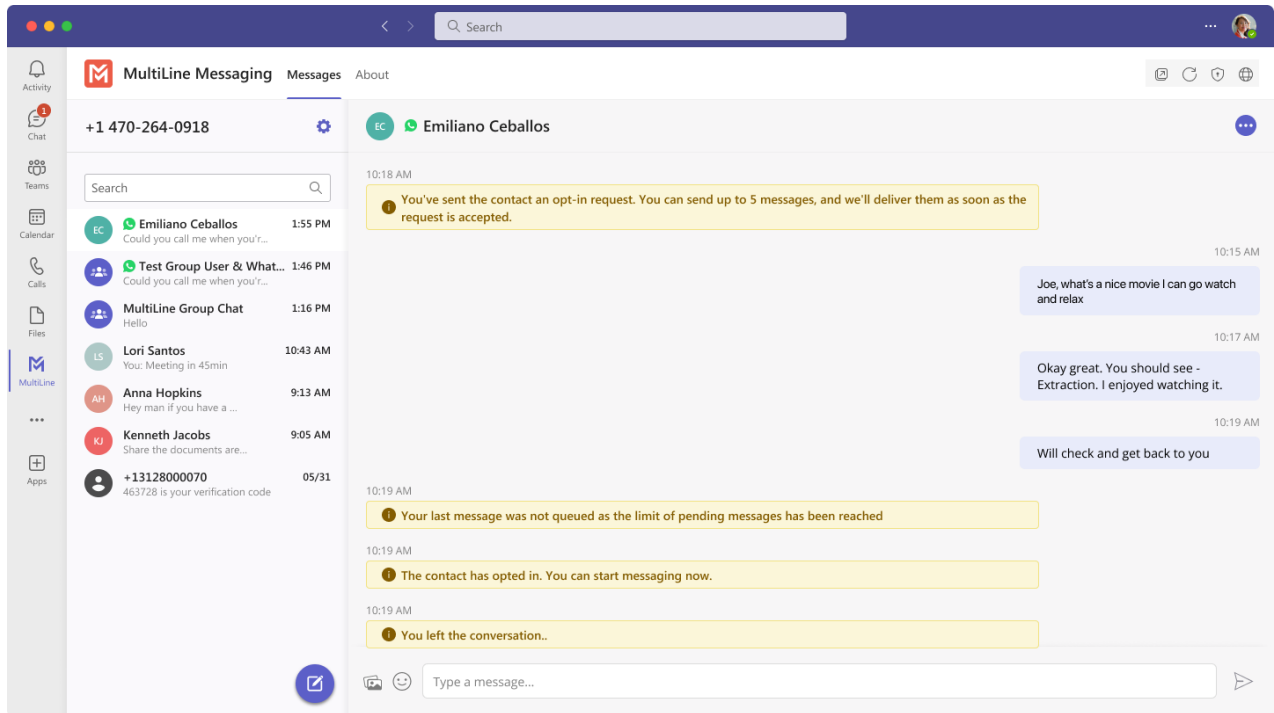 Search
Activity
1
Chat
Teams
Calendar
Calls
Files
MultiLine
Apps
MultiLine Messaging
Messages
About
+1 470-264-0918
Search
EC
Emiliano Ceballos
1:55 PM
Could you call me when you'r...
Test Group User & What...
1:46 PM
Could you call me when you'r...
MultiLine Group Chat
1:16 PM
Hello
LS
Lori Santos
10:43 AM
You: Meeting in 45min
AH
Anna Hopkins
9:13 AM
Hey man if you have a ...
KJ
Kenneth Jacobs
9:05 AM
Share the documents are...
+13128000070
05/31
463728 is your verification code
EC
Emiliano Ceballos
10:18 AM
You've sent the contact an opt-in request. You can send up to 5 messages, and we'll deliver them as soon as the
request is accepted.
10:15 AM
Joe, what's a nice movie I can go watch
and relax
10:17 AM
Okay great. You should see -
Extraction. I enjoyed watching it.
10:19 AM
Will check and get back to you
10:19 AM
Your last message was not queued as the limit of pending messages has been reached
10:19 AM
The contact has opted in. You can start messaging now.
10:19 AM
You left the conversation..
Type a message...